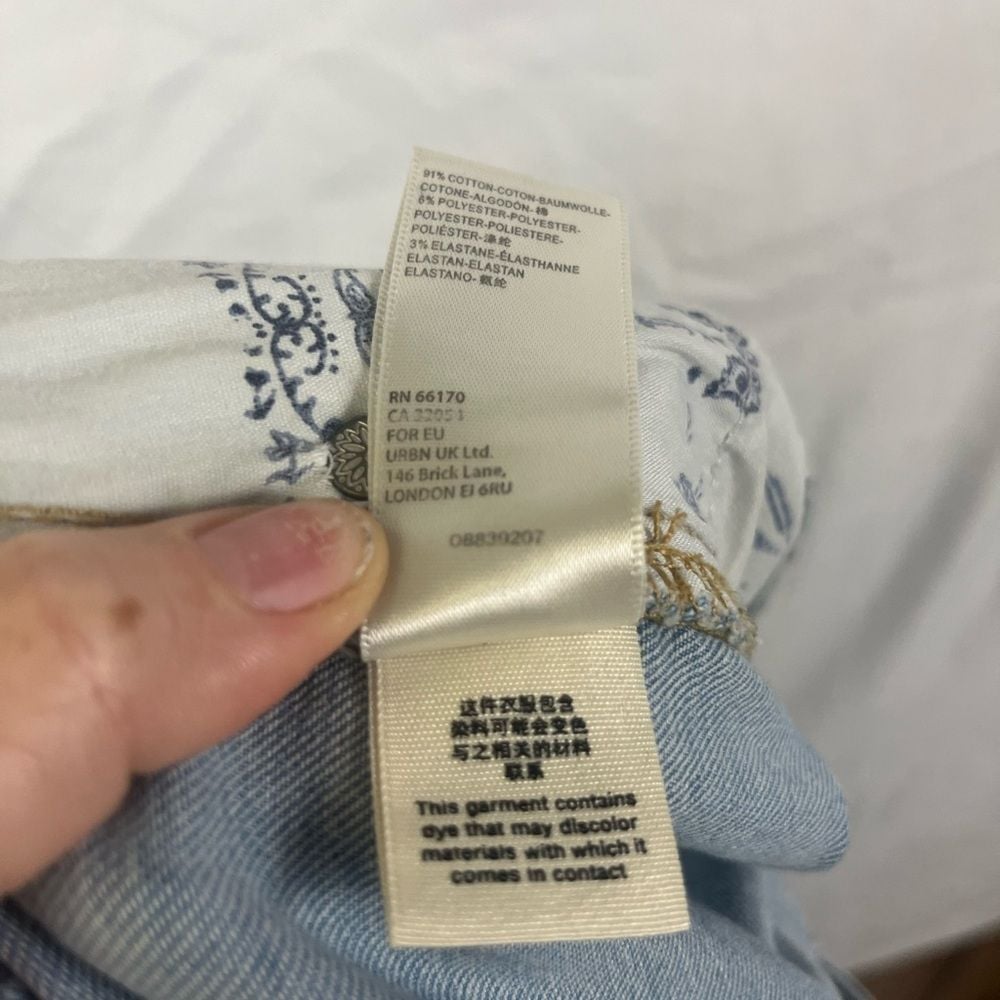 91% COTTON-COTON-BAUMWOLLE-
COTONE-ALGODÓN-棉
6% POLYESTER-POLYESTER-
POLYESTER-POLIESTERE-
POLIÉSTER-涤纶
3% ELASTANE-ÉLASTHANNE
ELASTAN-ELASTAN
ELASTANO-氨纶
RN 66170
CA
FOR EU
URBN UK Ltd.
146 Brick Lane,
LONDON EI 6RU
08839207
这件衣服包含
染料可能会变色
与之相关的材料
联系
This garment contains
dye that may discolor
materials with which it
comes in contact